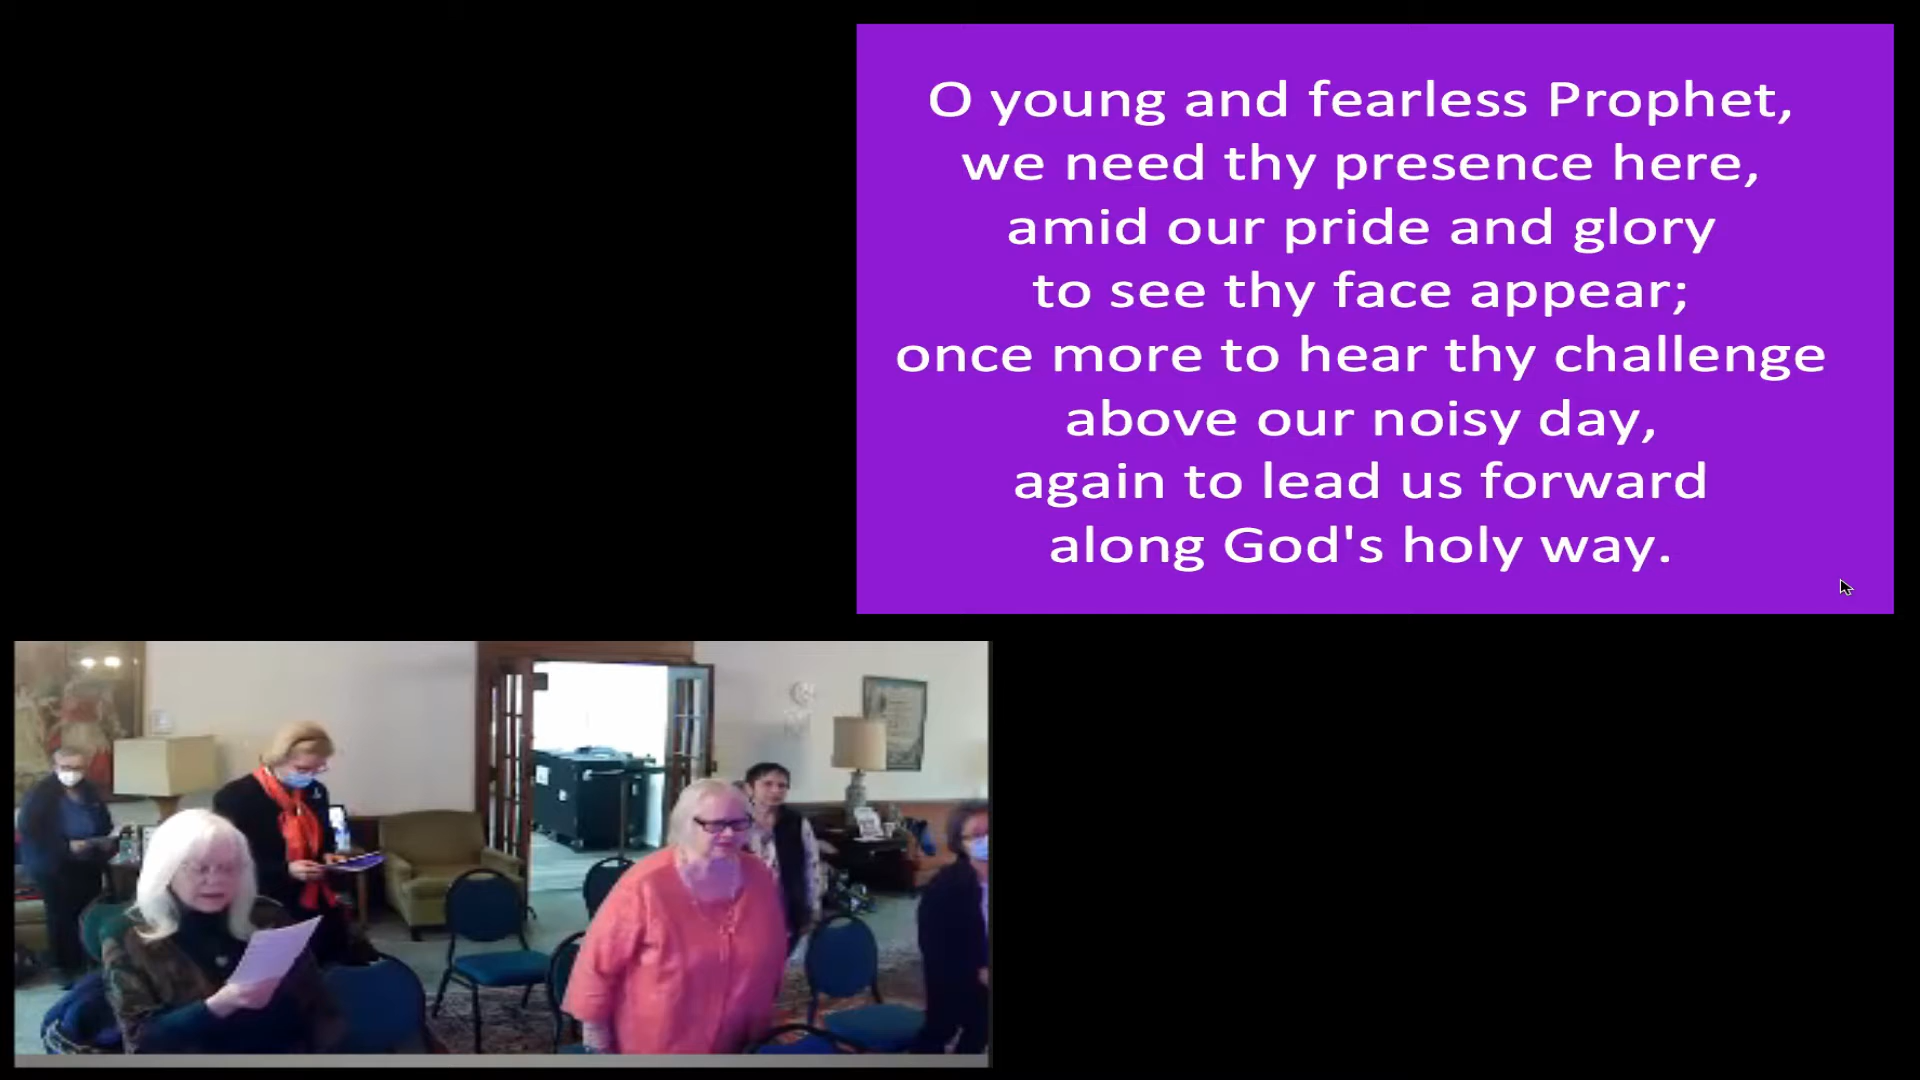 O young and fearless Prophet,
we need thy presence here,
amid our pride and glory
to see thy face appear;
once more to hear thy challenge
above our noisy day,
again to lead us forward
along God's holy way.